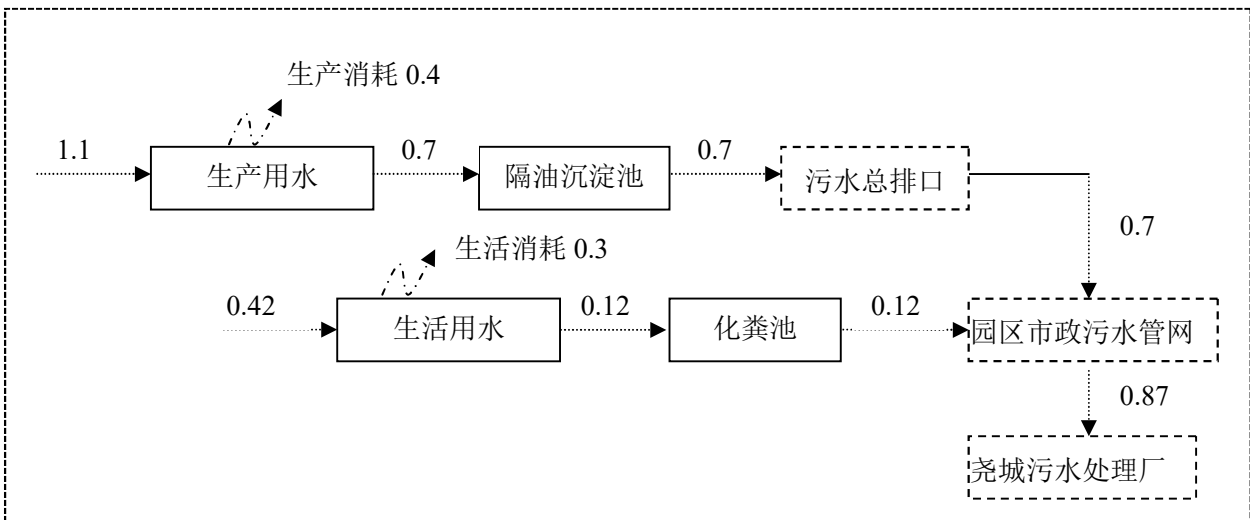 生产消耗 0.4
1.1
生产用水
0.7
隔油沉淀池
0.7
污水总排口
0.7
生活消耗 0.3
0.42
生活用水
0.12
化粪池
0.12
园区市政污水管网
0.87
尧城污水处理厂